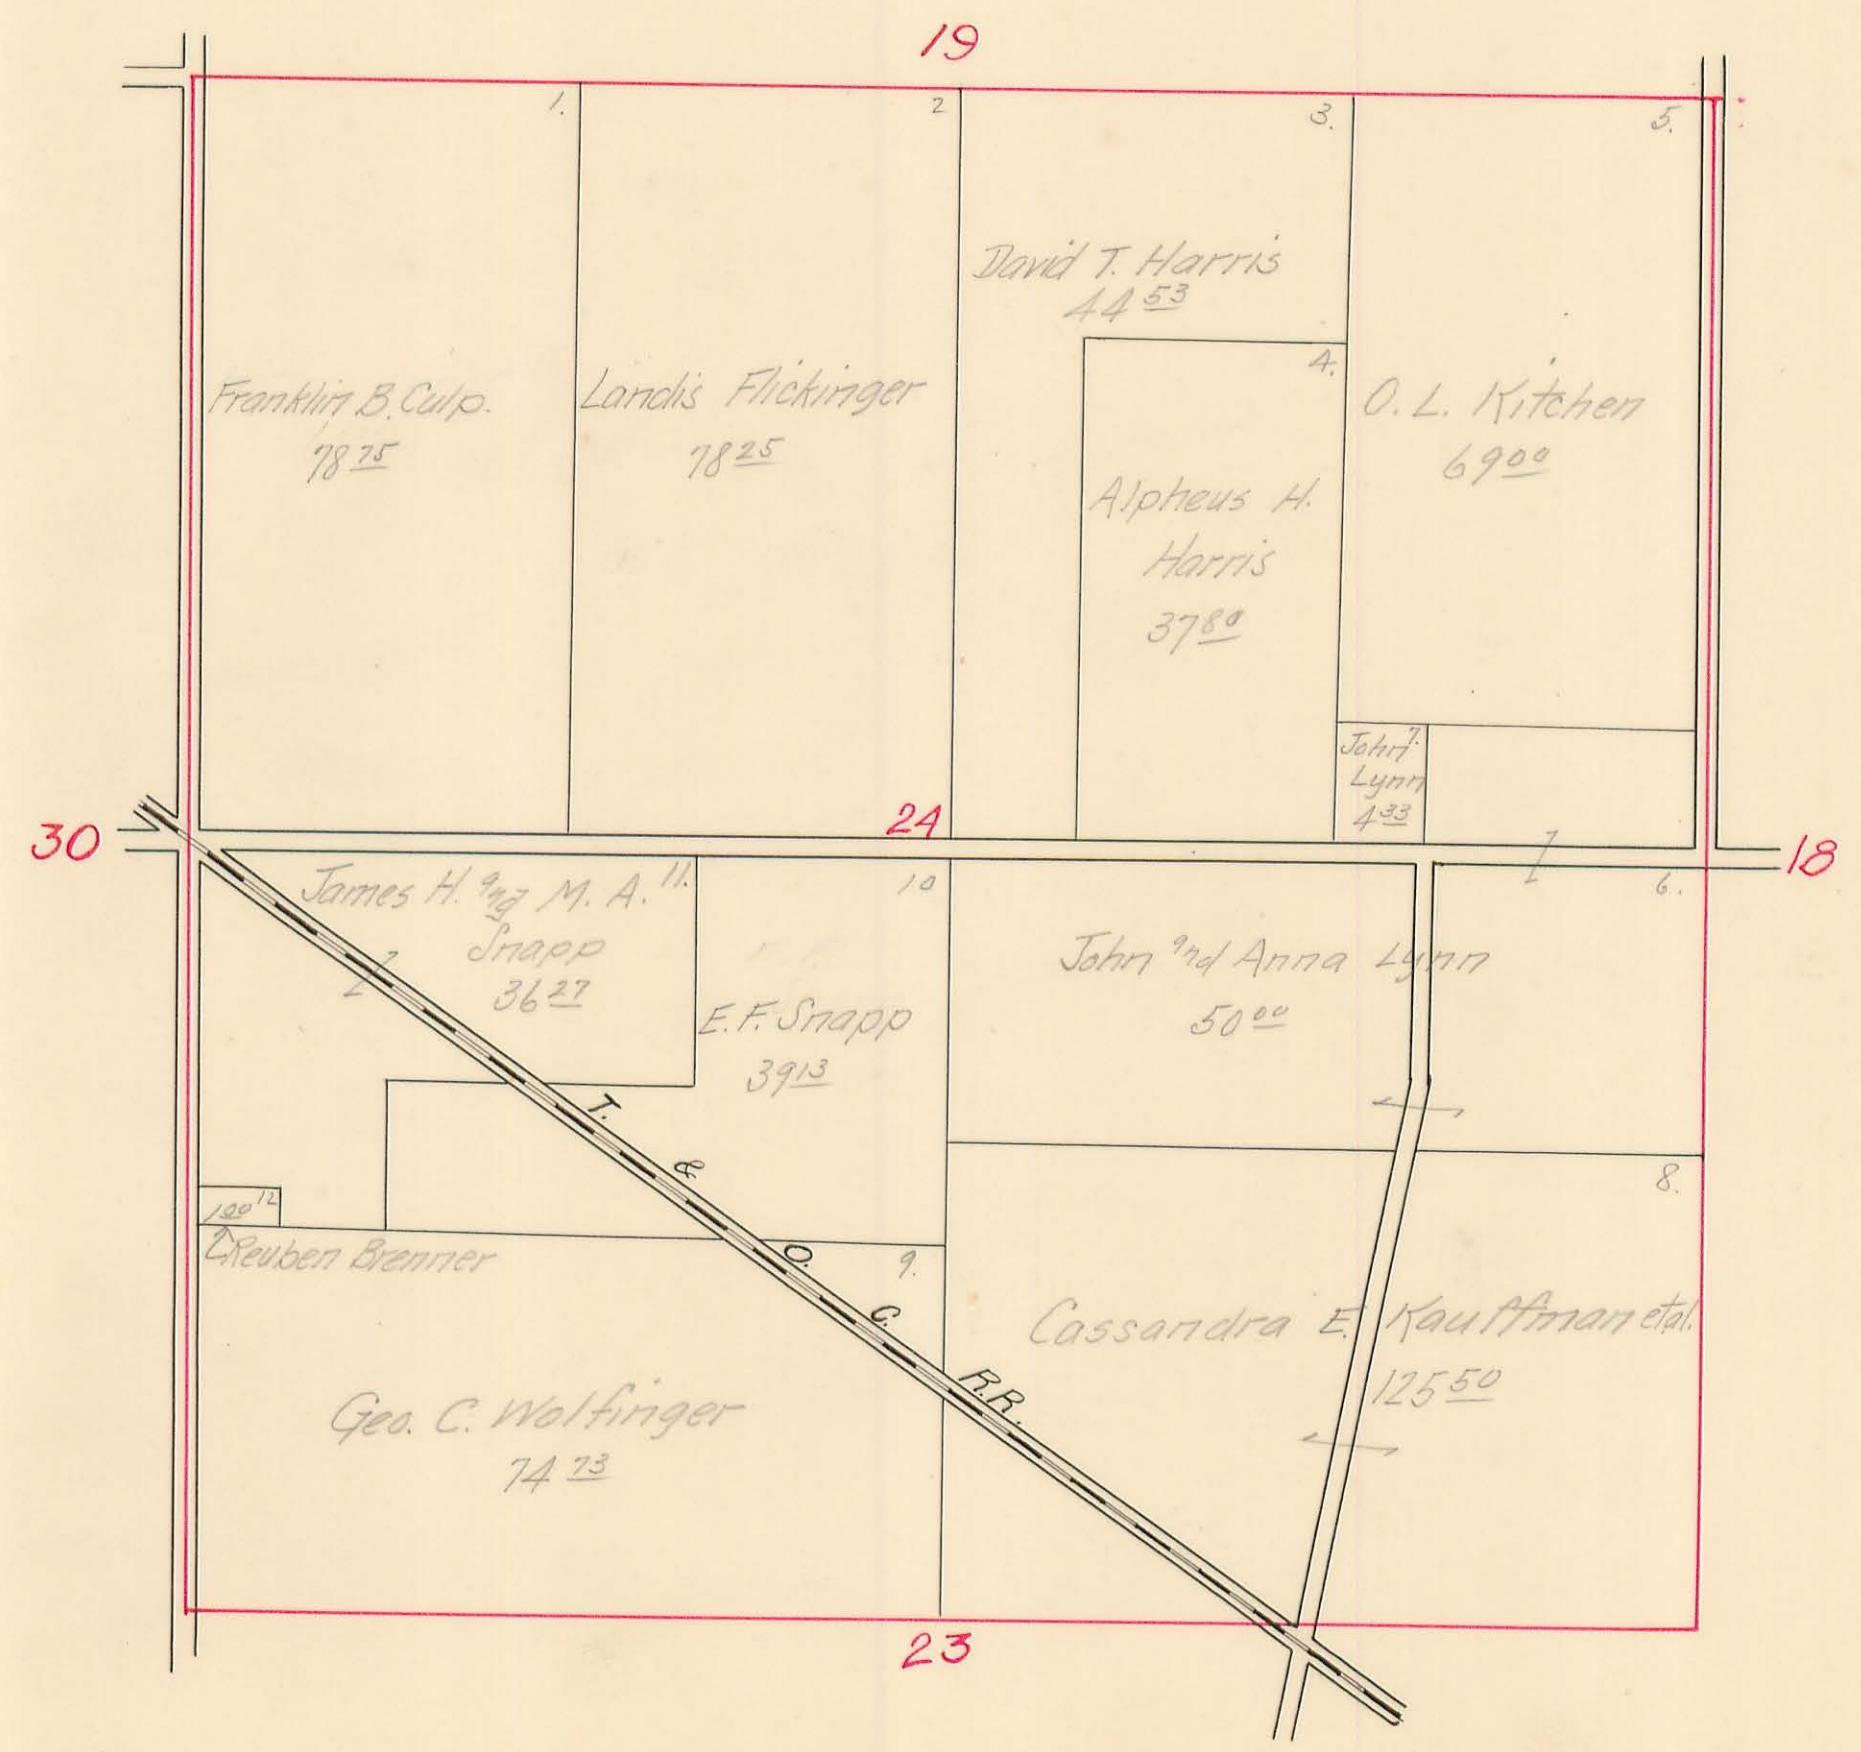 19
1.
2
3.
5.
David T. Harris
44 53
4.
Franklin B. Culp.
78 75
Landis Flickinger
78 25
O. L. Kitchen
69 00
Alpheus H.
Harris
37 80
John 7.
Lynn
4 33
30
24
18
James H. and M. A. 11.
Snapp
36 27
10
6.
E. F. Snapp
39 13
John and Anna Lynn
50 00
T. & O. C. R.R.
8.
1 00 12
Reuben Brenner
9.
Cassandra E. Kauffman etal.
125 50
Geo. C. Wolfinger
74 73
23